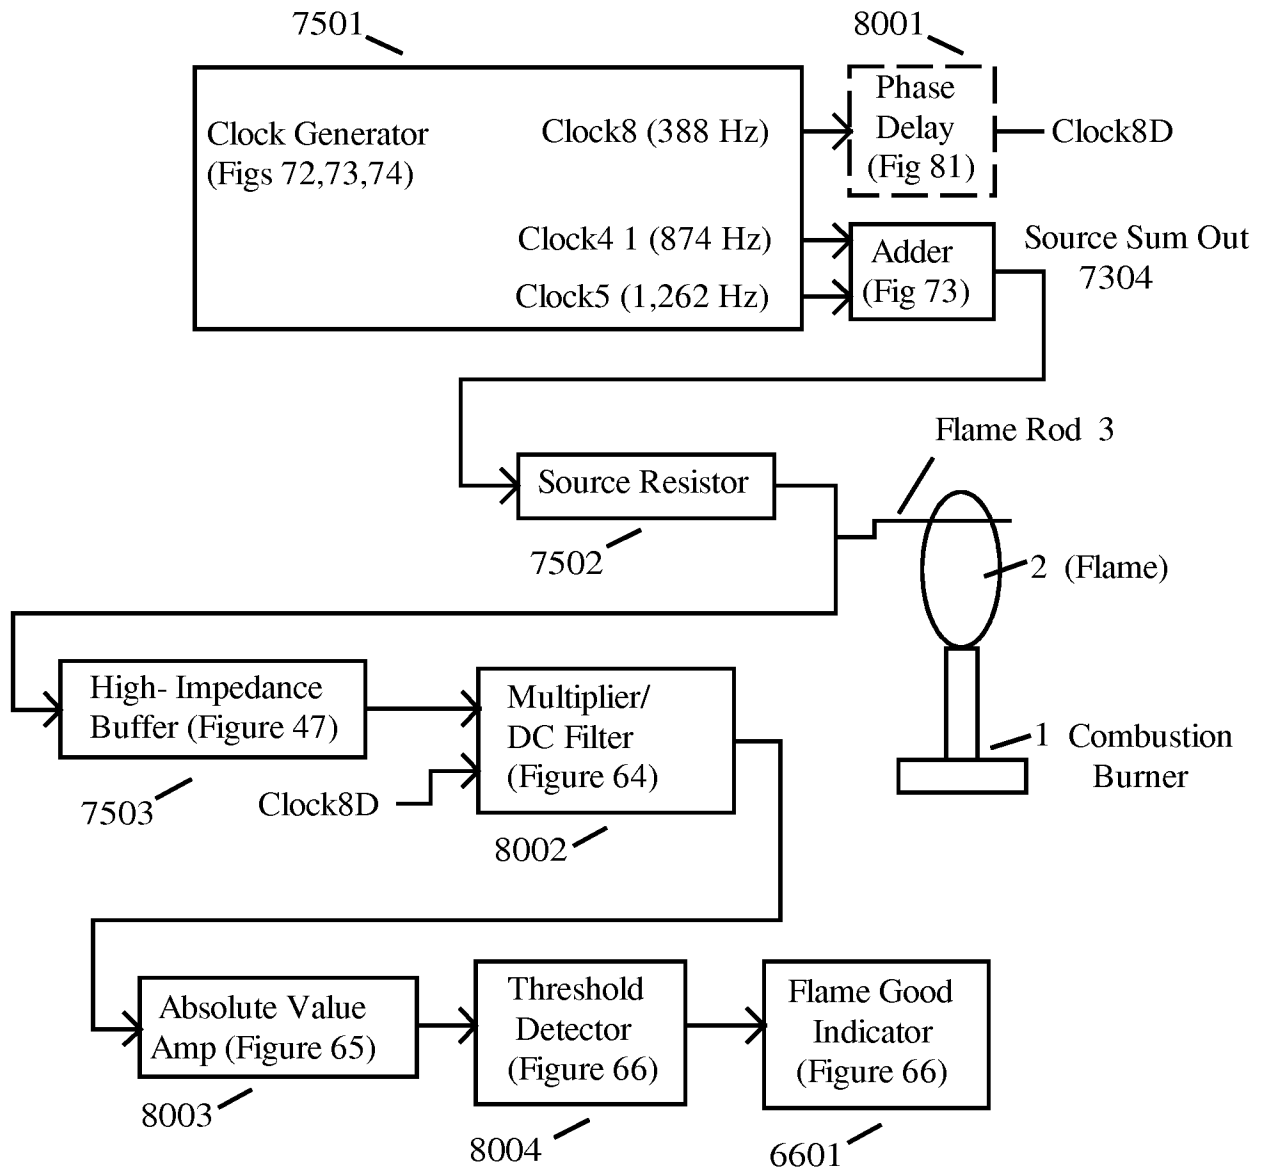 7501
8001
Clock Generator
(Figs 72,73,74)
Clock8 (388 Hz)
Phase
Delay
(Fig 81)
Clock8D
Clock4 1 (874 Hz)
Clock5 (1,262 Hz)
Adder
(Fig 73)
Source Sum Out
7304
Flame Rod 3
Source Resistor
7502
2 (Flame)
High- Impedance
Buffer (Figure 47)
7503
Clock8D
Multiplier/
DC Filter
(Figure 64)
8002
1 Combustion
Burner
Absolute Value
Amp (Figure 65)
8003
Threshold
Detector
(Figure 66)
8004
Flame Good
Indicator
(Figure 66)
6601